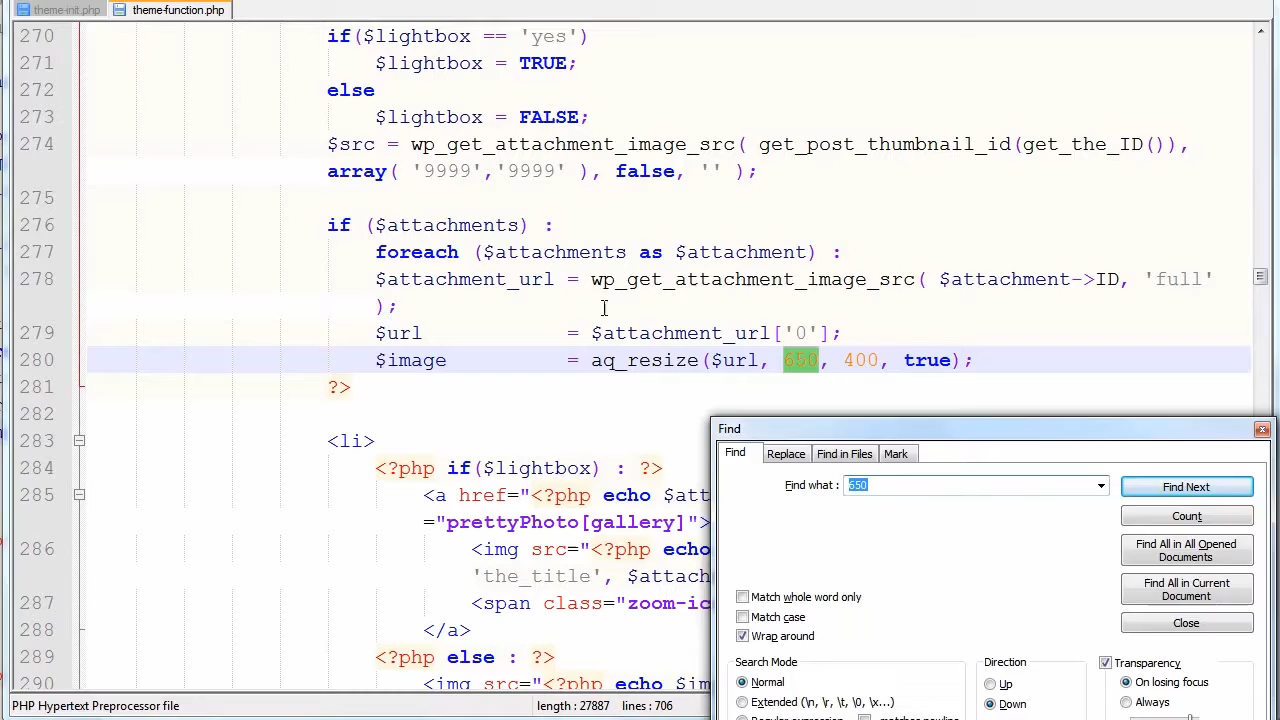 theme-init.php theme-function.php
270 if($lightbox == 'yes')
271 $lightbox = TRUE;
272 else
273 $lightbox = FALSE;
274 $src = wp_get_attachment_image_src( get_post_thumbnail_id(get_the_ID()),
array( '9999','9999' ), false, '' );
275
276 if ($attachments) :
277 foreach ($attachments as $attachment) :
278 $attachment_url = wp_get_attachment_image_src( $attachment->ID, 'full'
);
279 $url = $attachment_url['0'];
280 $image = aq_resize($url, 650, 400, true);
281 ?>
282
283 <li>
284 <?php if($lightbox) : ?>
285 <a href="<?php echo $att
="prettyPhoto[gallery]">
286 <img src="<?php echo
'the_title', $attach
287 <span class="zoom-ic
288 </a>
289 <?php else : ?>
290 <img src="<?php echo $im
Find
Find Replace Find in Files Mark
Find what : 650
Find Next
Count
Find All in All Opened
Documents
Find All in Current
Document
Close
Match whole word only
Match case
Wrap around
Search Mode
Normal
Extended (\n, \r, \t, \0, \x...)
Direction
Up
Down
Transparency
On losing focus
Always
PHP Hypertext Preprocessor file length : 27887 lines : 706